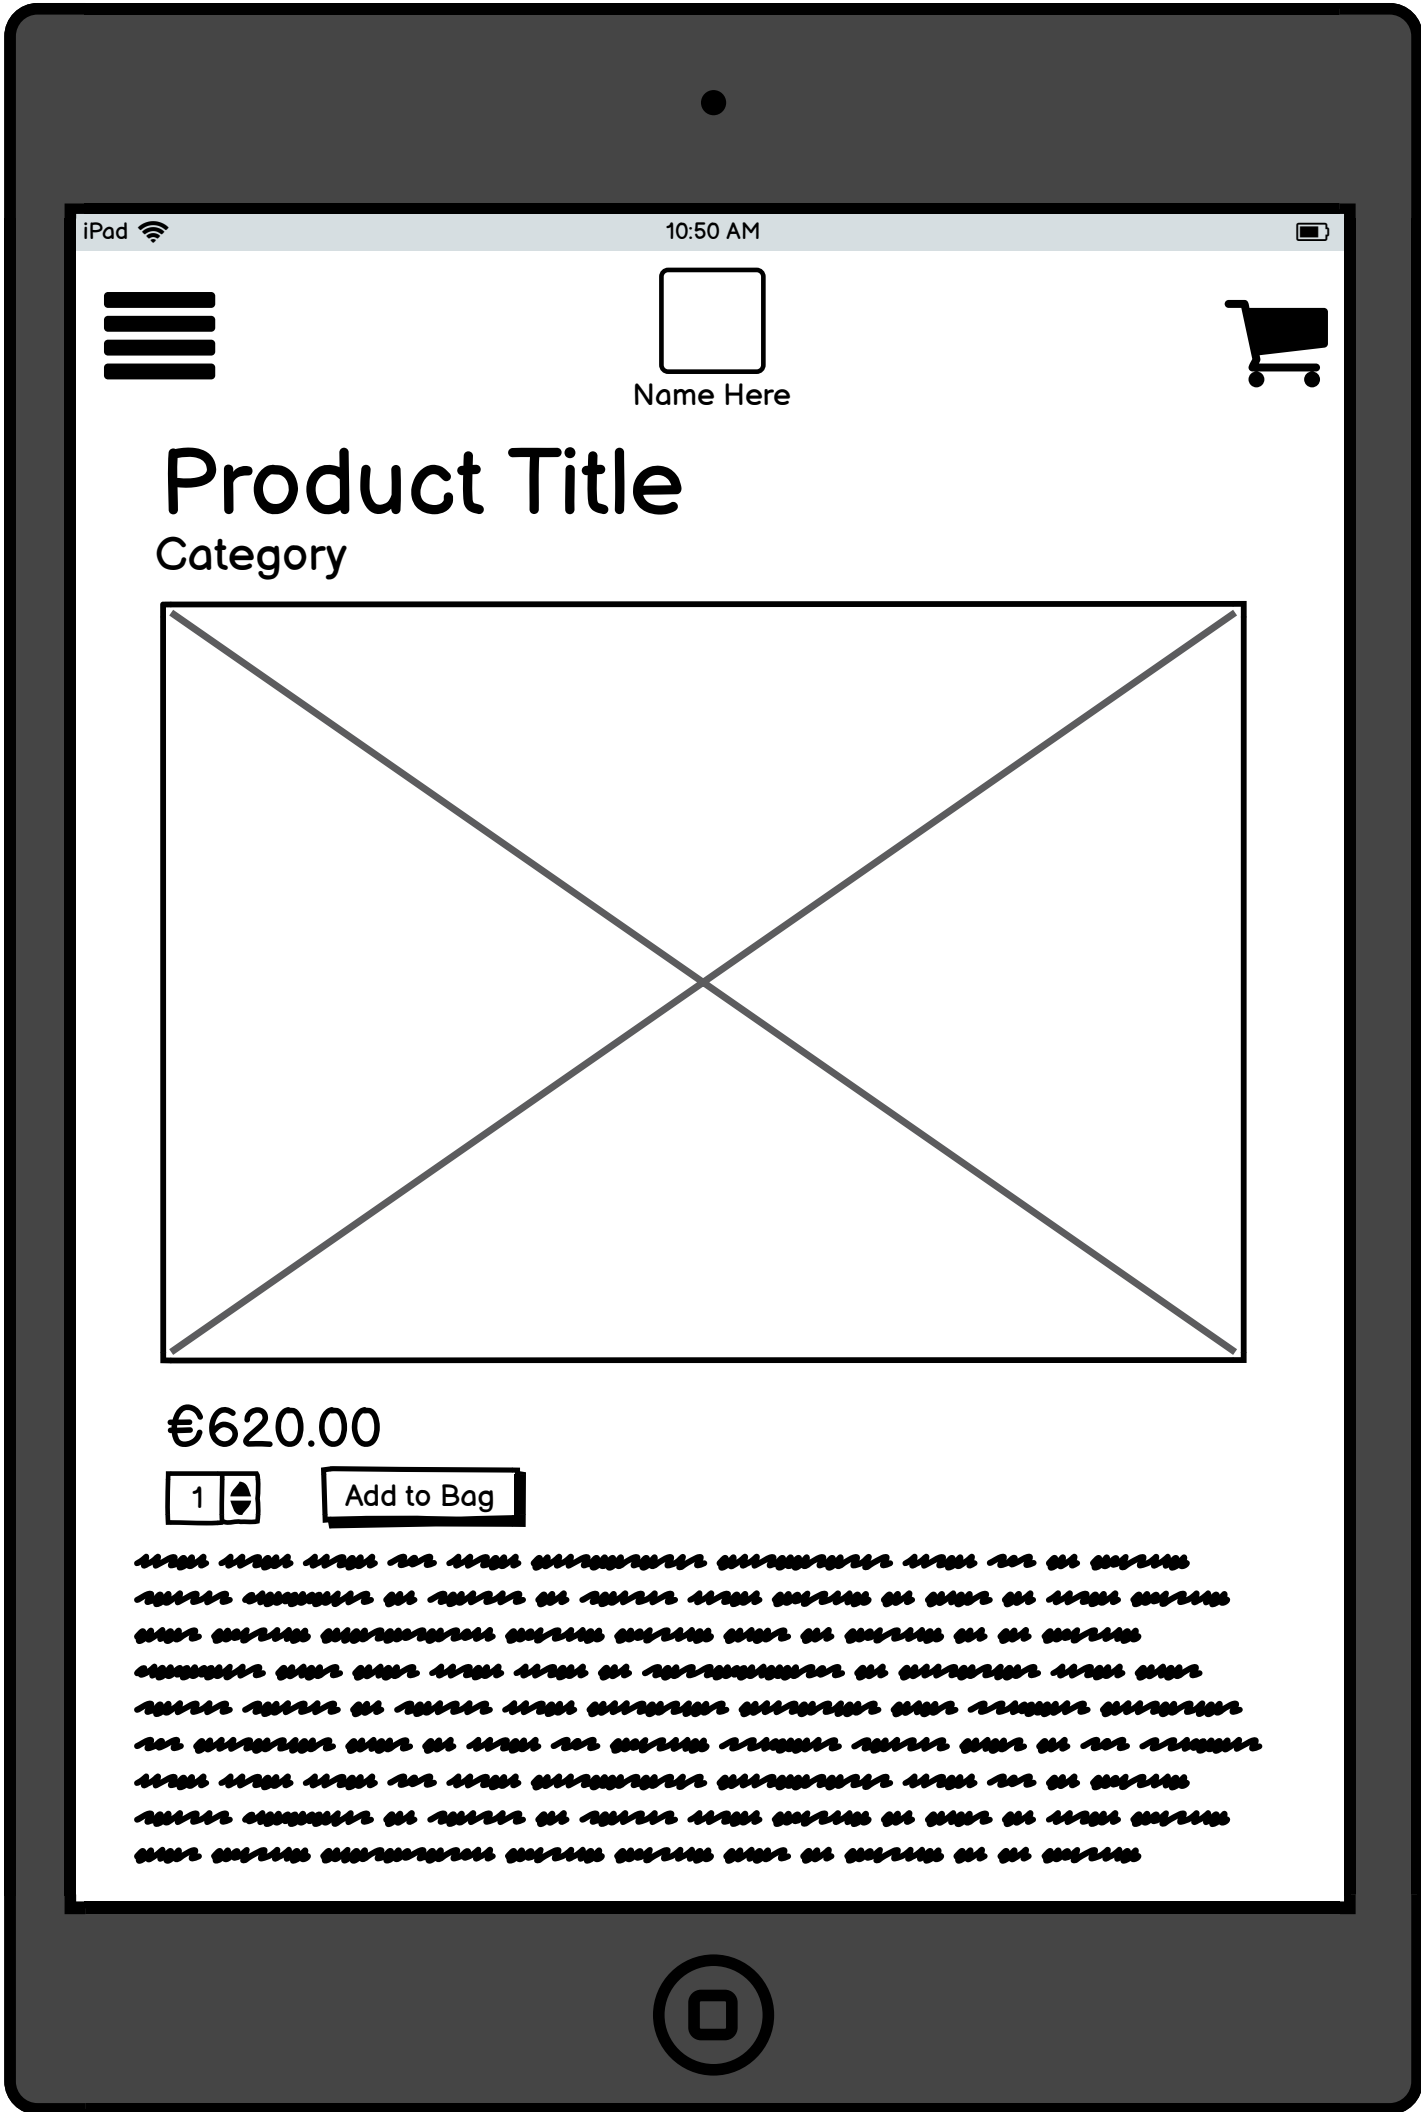 iPad 10:50 AM
Name Here
Product Title
Category
€620.00
1 Add to Bag